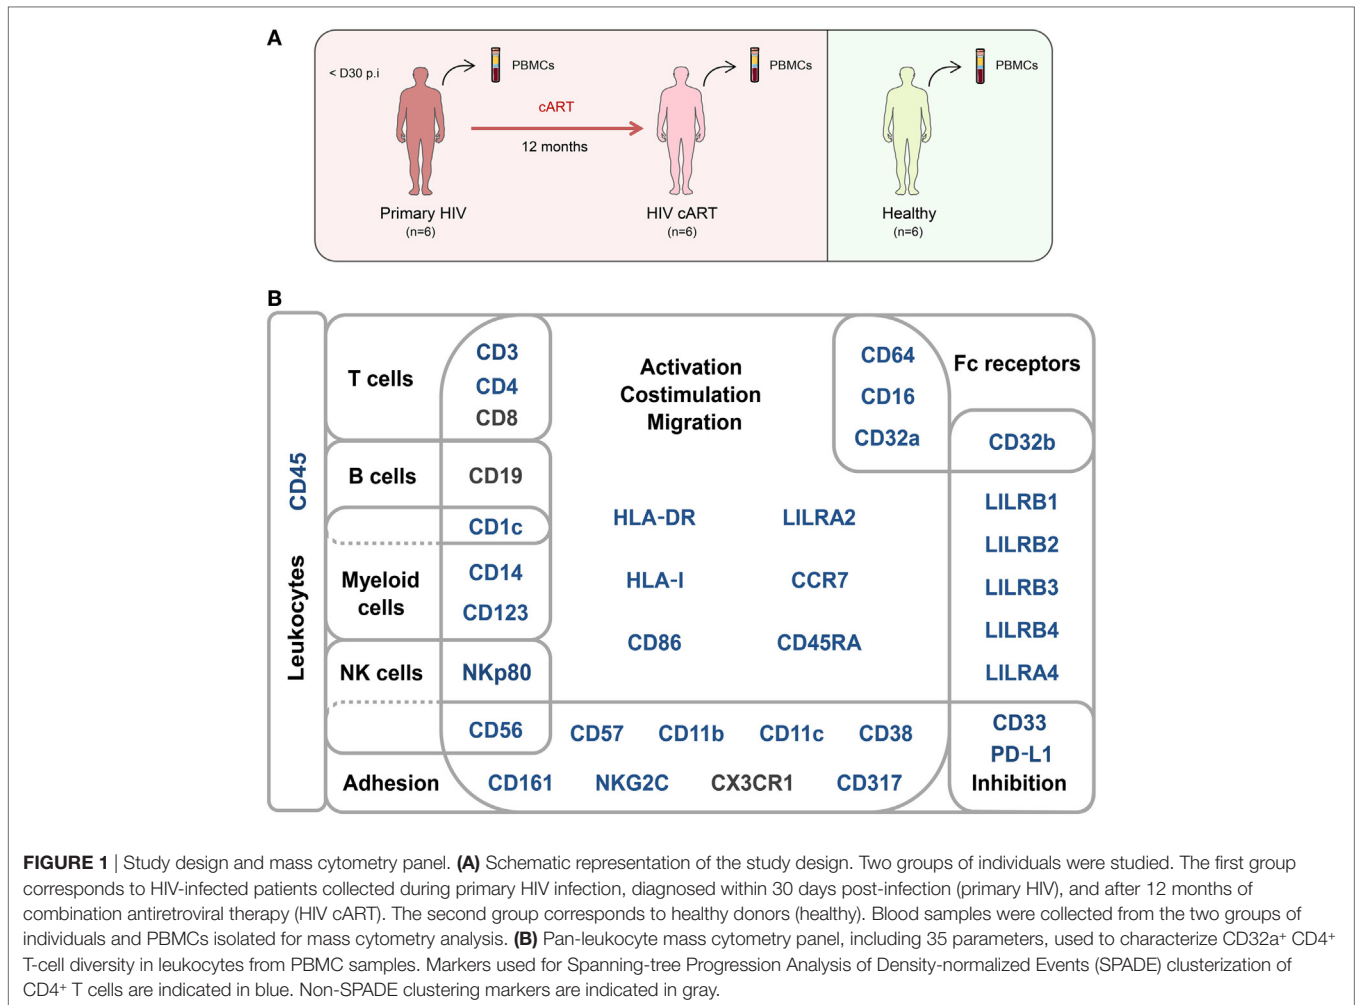 A
< D30 p.i
PBMCs
PBMCs
PBMCs
cART
12 months
Primary HIV
(n=6)
HIV cART
(n=6)
Healthy
(n=6)
B
Leukocytes CD45
T cells
CD3
CD4
CD8
B cells
CD19
CD1c
Myeloid
cells
CD14
CD123
NK cells
NKp80
CD56
Adhesion
Activation
Costimulation
Migration
HLA-DR
LILRA2
HLA-I
CCR7
CD86
CD45RA
CD57
CD11b
CD11c
CD38
CD161
NKG2C
CX3CR1
CD317
CD64
CD16
CD32a
Fc receptors
CD32b
LILRB1
LILRB2
LILRB3
LILRB4
LILRA4
CD33
PD-L1
Inhibition
FIGURE 1 | Study design and mass cytometry panel. (A) Schematic representation of the study design. Two groups of individuals were studied. The first group
corresponds to HIV-infected patients collected during primary HIV infection, diagnosed within 30 days post-infection (primary HIV), and after 12 months of
combination antiretroviral therapy (HIV cART). The second group corresponds to healthy donors (healthy). Blood samples were collected from the two groups of
individuals and PBMCs isolated for mass cytometry analysis. (B) Pan-leukocyte mass cytometry panel, including 35 parameters, used to characterize CD32a⁺ CD4⁺
T-cell diversity in leukocytes from PBMC samples. Markers used for Spanning-tree Progression Analysis of Density-normalized Events (SPADE) clusterization of
CD4⁺ T cells are indicated in blue. Non-SPADE clustering markers are indicated in gray.